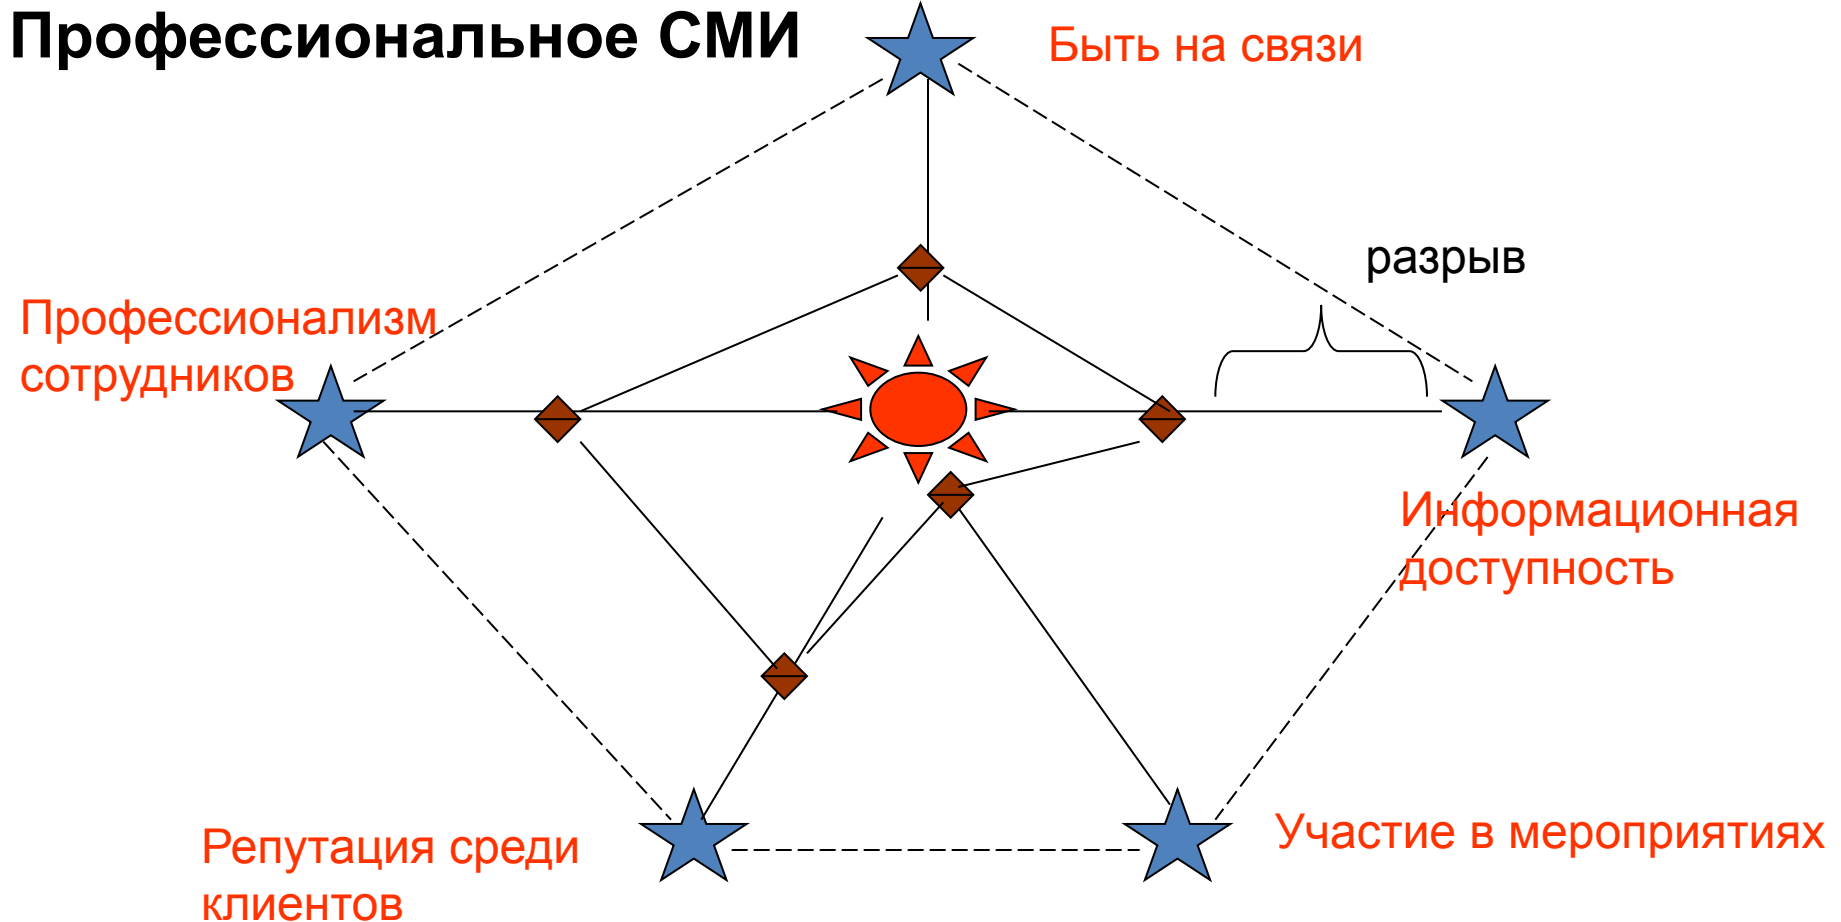 Профессиональное СМИ
Быть на связи
разрыв
Профессионализм
сотрудников
Информационная
доступность
Участие в мероприятиях
Репутация среди
клиентов